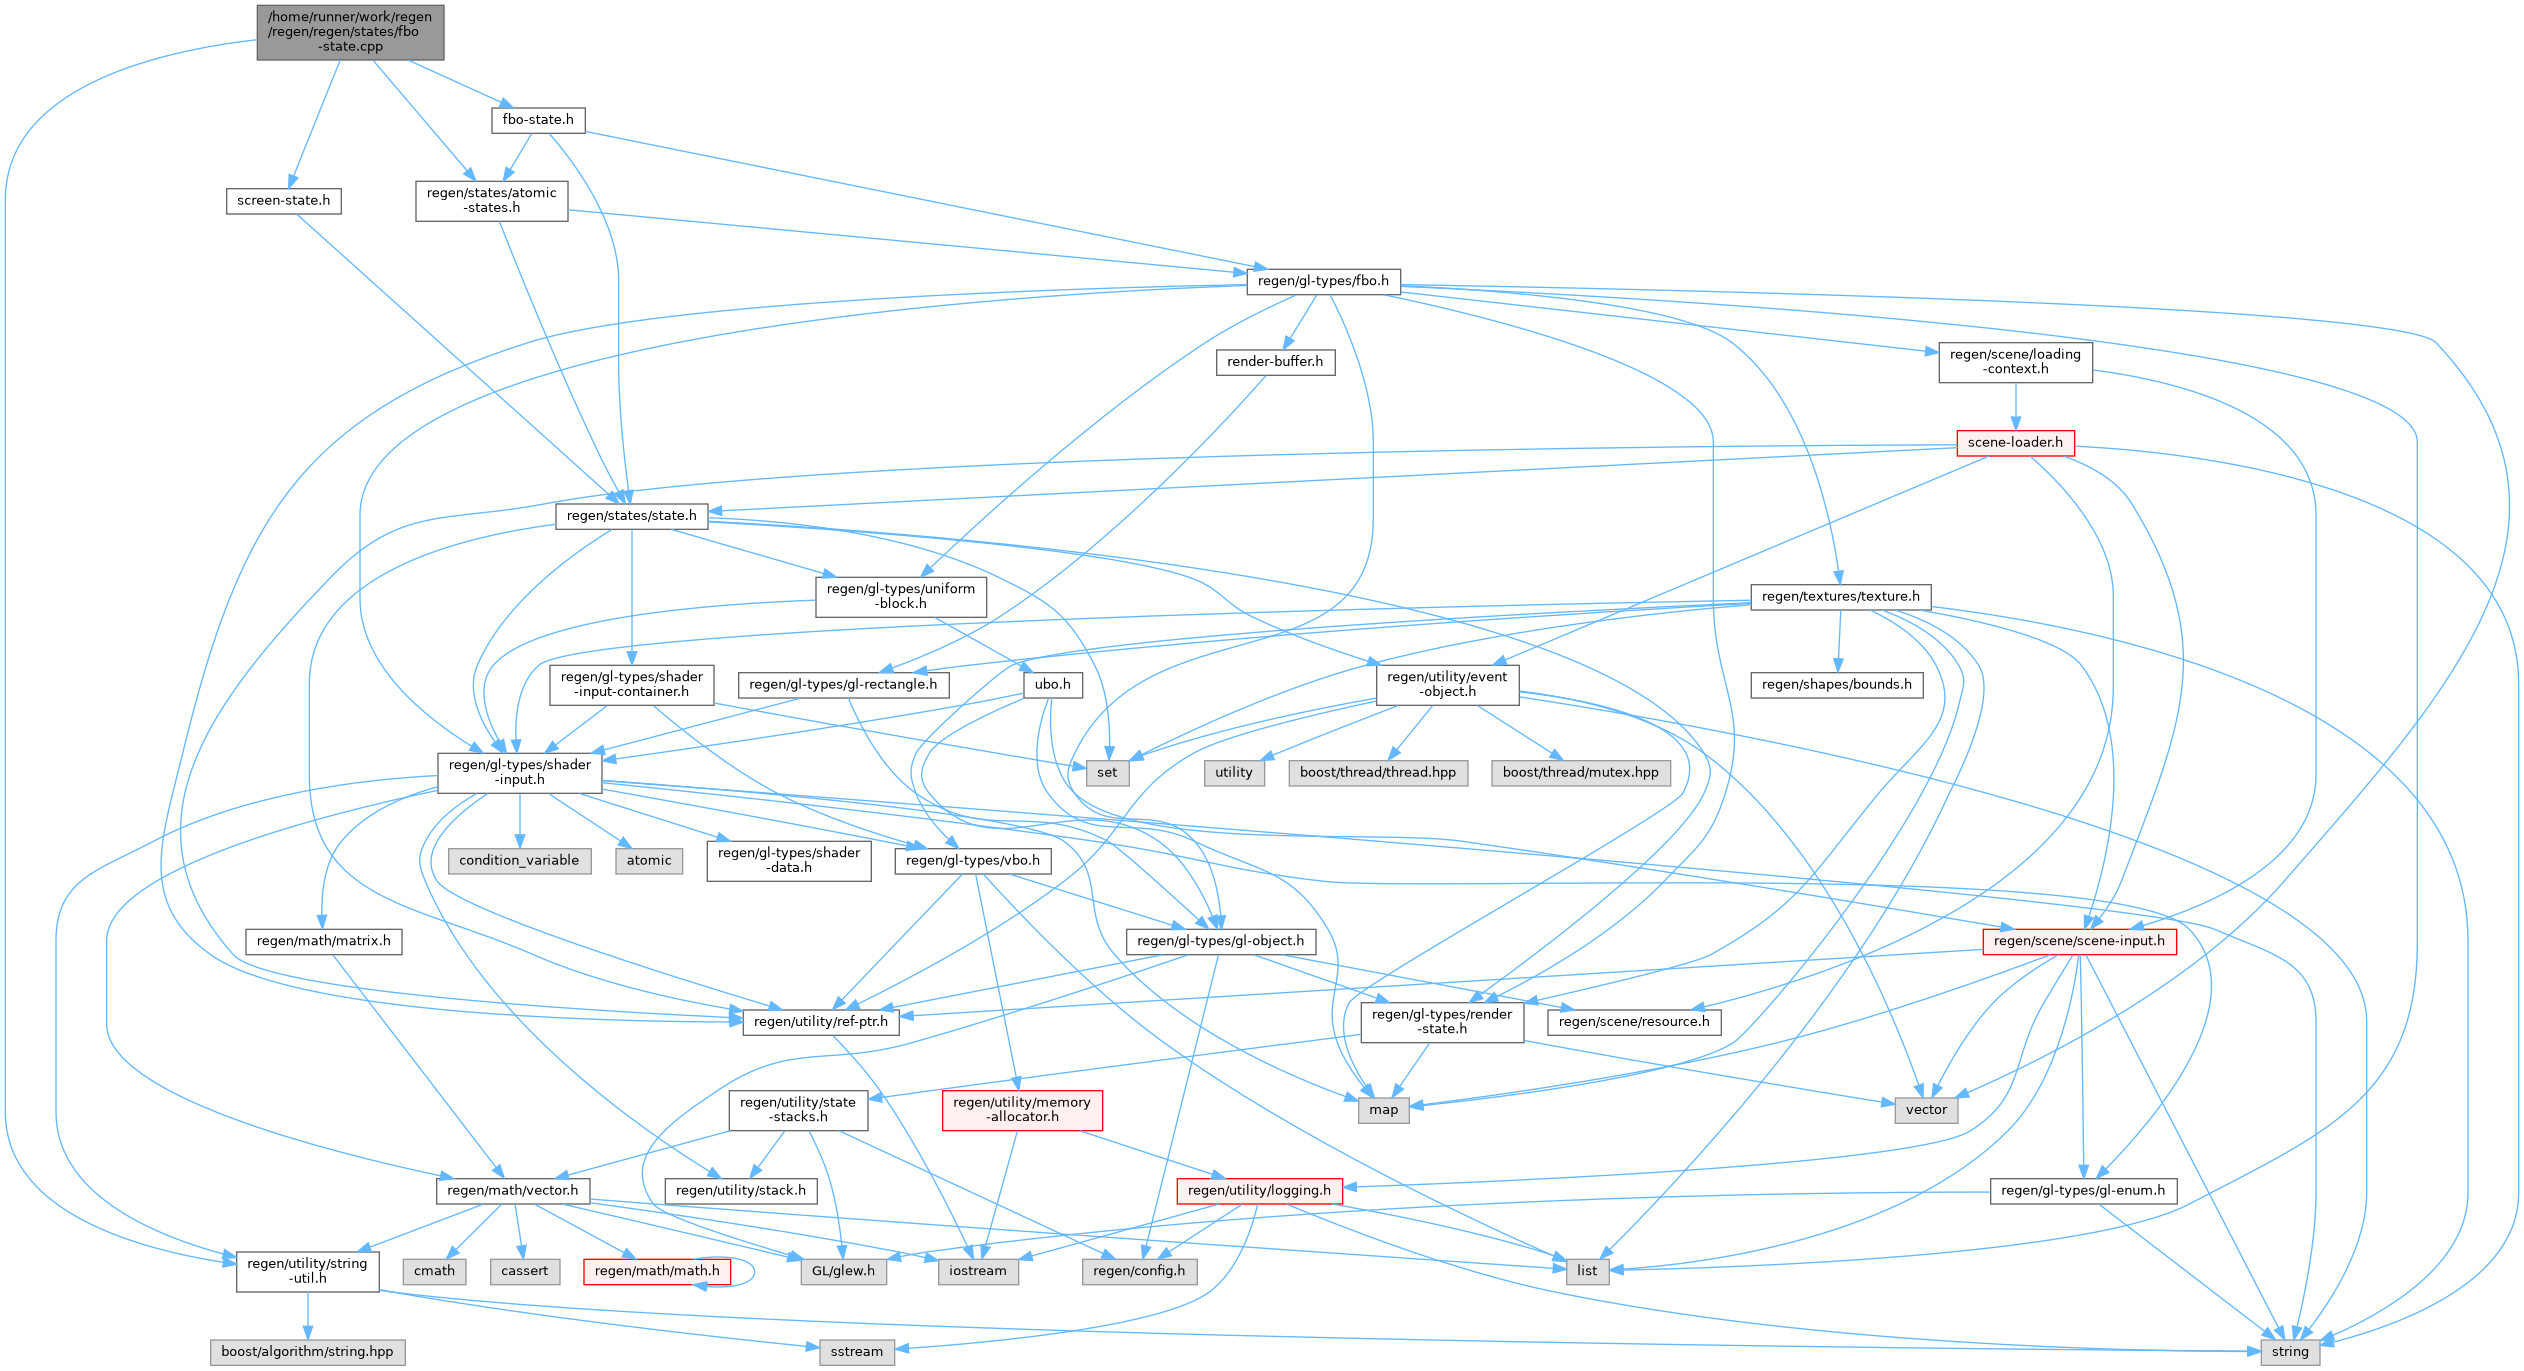 /home/runner/work/regen
/regen/regen/states/fbo
-state.cpp
fbo-state.h
regen/states/atomic
-states.h
screen-state.h
regen/gl-types/fbo.h
render-buffer.h
regen/scene/loading
-context.h
scene-loader.h
regen/states/state.h
regen/gl-types/uniform
-block.h
regen/textures/texture.h
regen/gl-types/shader
-input-container.h
regen/gl-types/gl-rectangle.h
ubo.h
regen/utility/event
-object.h
regen/shapes/bounds.h
regen/gl-types/shader
-input.h
set
utility
boost/thread/thread.hpp
boost/thread/mutex.hpp
condition_variable
atomic
regen/gl-types/shader
-data.h
regen/gl-types/vbo.h
regen/math/matrix.h
regen/gl-types/gl-object.h
regen/scene/scene-input.h
regen/utility/ref-ptr.h
regen/gl-types/render
-state.h
regen/scene/resource.h
regen/utility/state
-stacks.h
regen/utility/memory
-allocator.h
map
vector
regen/math/vector.h
regen/utility/stack.h
regen/utility/logging.h
regen/gl-types/gl-enum.h
regen/utility/string
-util.h
cmath
cassert
regen/math/math.h
GL/glew.h
iostream
regen/config.h
list
boost/algorithm/string.hpp
sstream
string